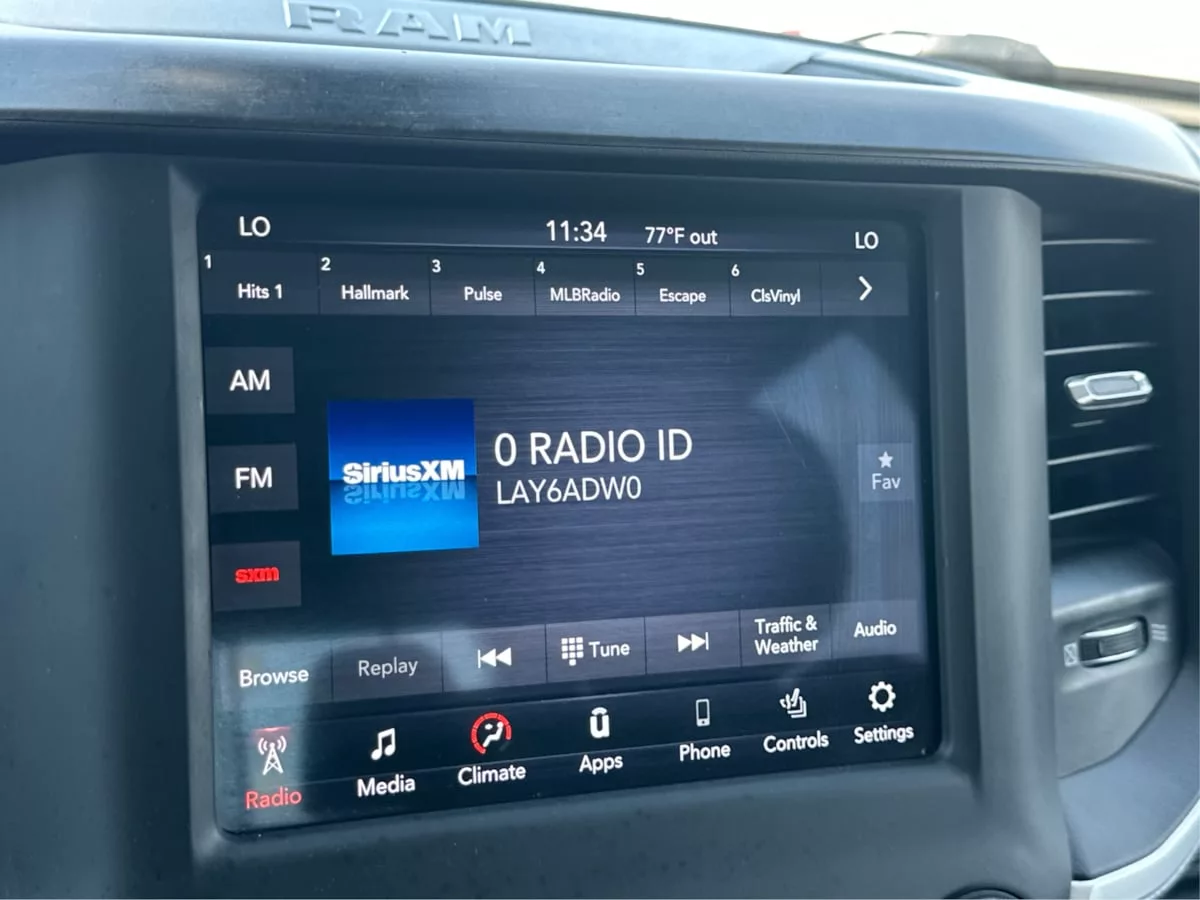 RAM
LO 11:34 77°F out LO
1 Hits 1 2 Hallmark 3 Pulse 4 MLBRadio 5 Escape 6 ClsVinyl
AM
FM
sxm
SiriusXM
0 RADIO ID
LAY6ADW0
Fav
Browse Replay Tune Traffic & Weather Audio
Radio Media Climate Apps Phone Controls Settings